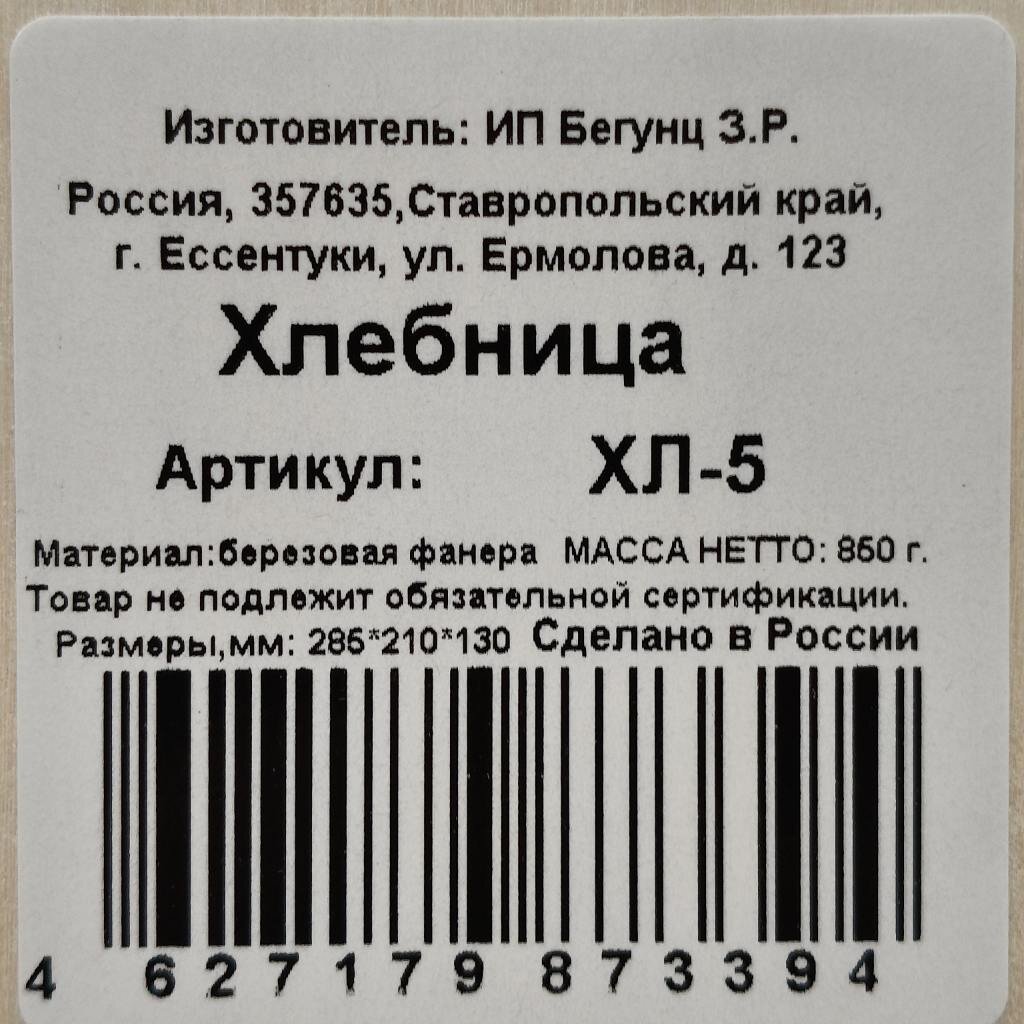 Изготовитель: ИП Бегунц З.Р.
Россия, 357635,Ставропольский край,
г. Ессентуки, ул. Ермолова, д. 123
Хлебница
Артикул: ХЛ-5
Материал:березовая фанера МАССА НЕТТО: 850 г.
Товар не подлежит обязательной сертификации.
Размеры,мм: 285*210*130 Сделано в России
4 627179 873394